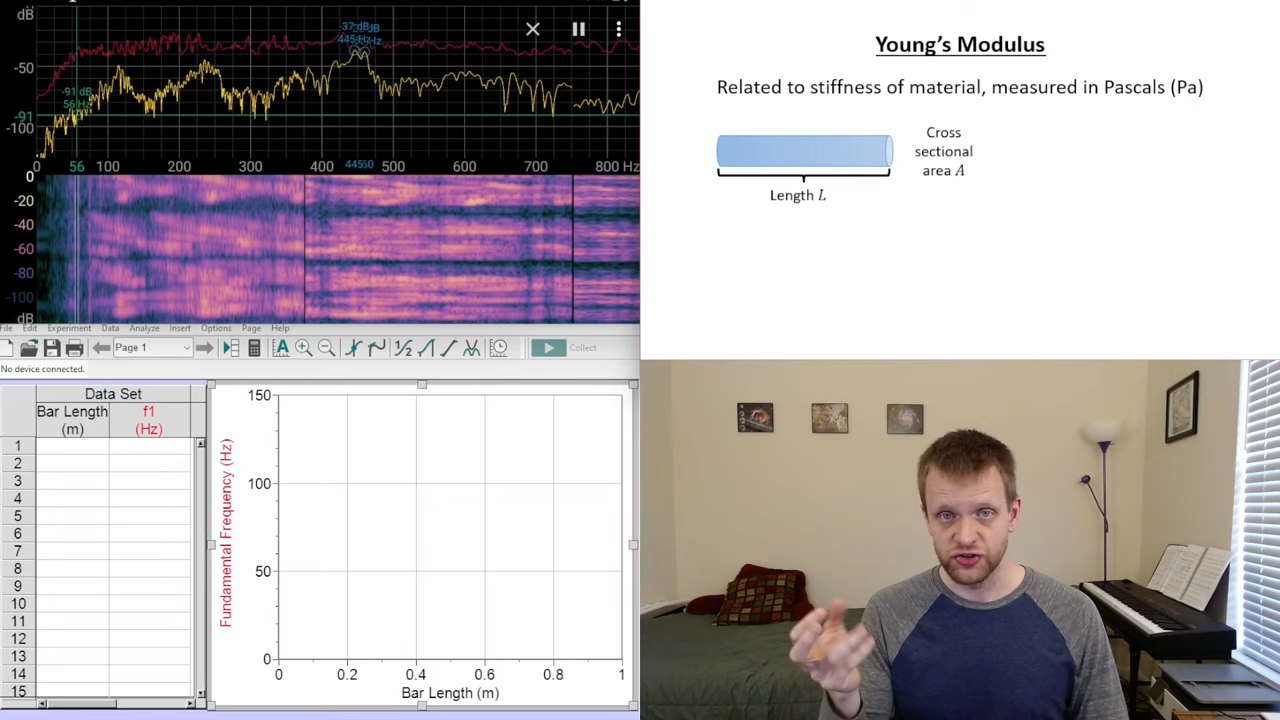 dB
-37 dB
445 Hz
-50
-91 dB
56 Hz
-91
-100
0 56 100 200 300 400 500 600 700 800 Hz
0
-20
-40
-60
-80
-100
dB
File Edit Experiment Data Analyze Insert Options Page Help
Page 1
Collect
No device connected.
Data Set
Bar Length (m)
f1 (Hz)
1
2
3
4
5
6
7
8
9
10
11
12
13
14
15
Fundamental Frequency (Hz)
150
100
50
0
0 0.2 0.4 0.6 0.8 1
Bar Length (m)
Young's Modulus
Related to stiffness of material, measured in Pascals (Pa)
Cross
sectional
area A
Length L